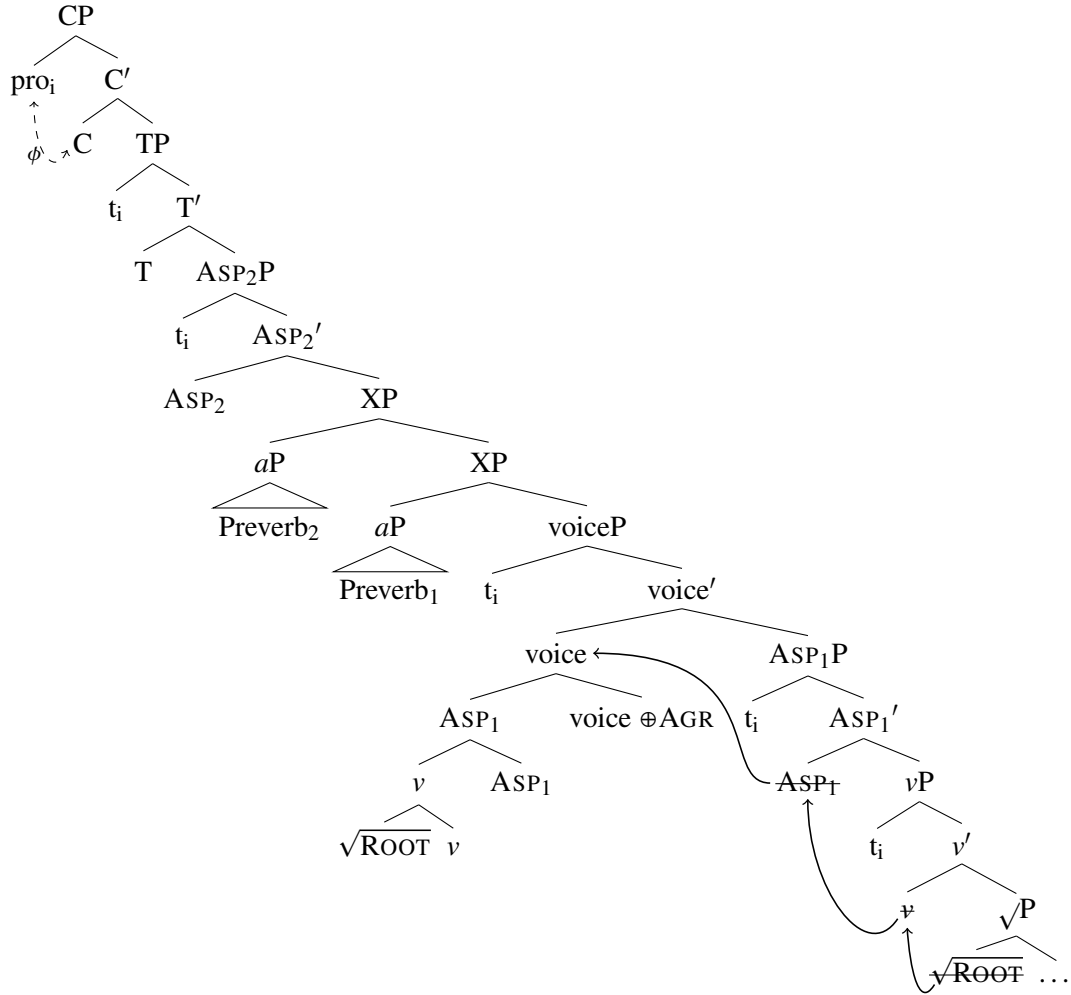 CP
pro_i C′
C TP
ϕ
t_i T′
T ASP₂P
t_i ASP₂′
ASP₂ XP
aP XP
Preverb₂ aP voiceP
Preverb₁ t_i voice′
voice ASP₁P
ASP₁ voice ⊕AGR t_i ASP₁′
v ASP₁ ASP₁ vP
√ROOT v t_i v′
v √P
√ROOT ...